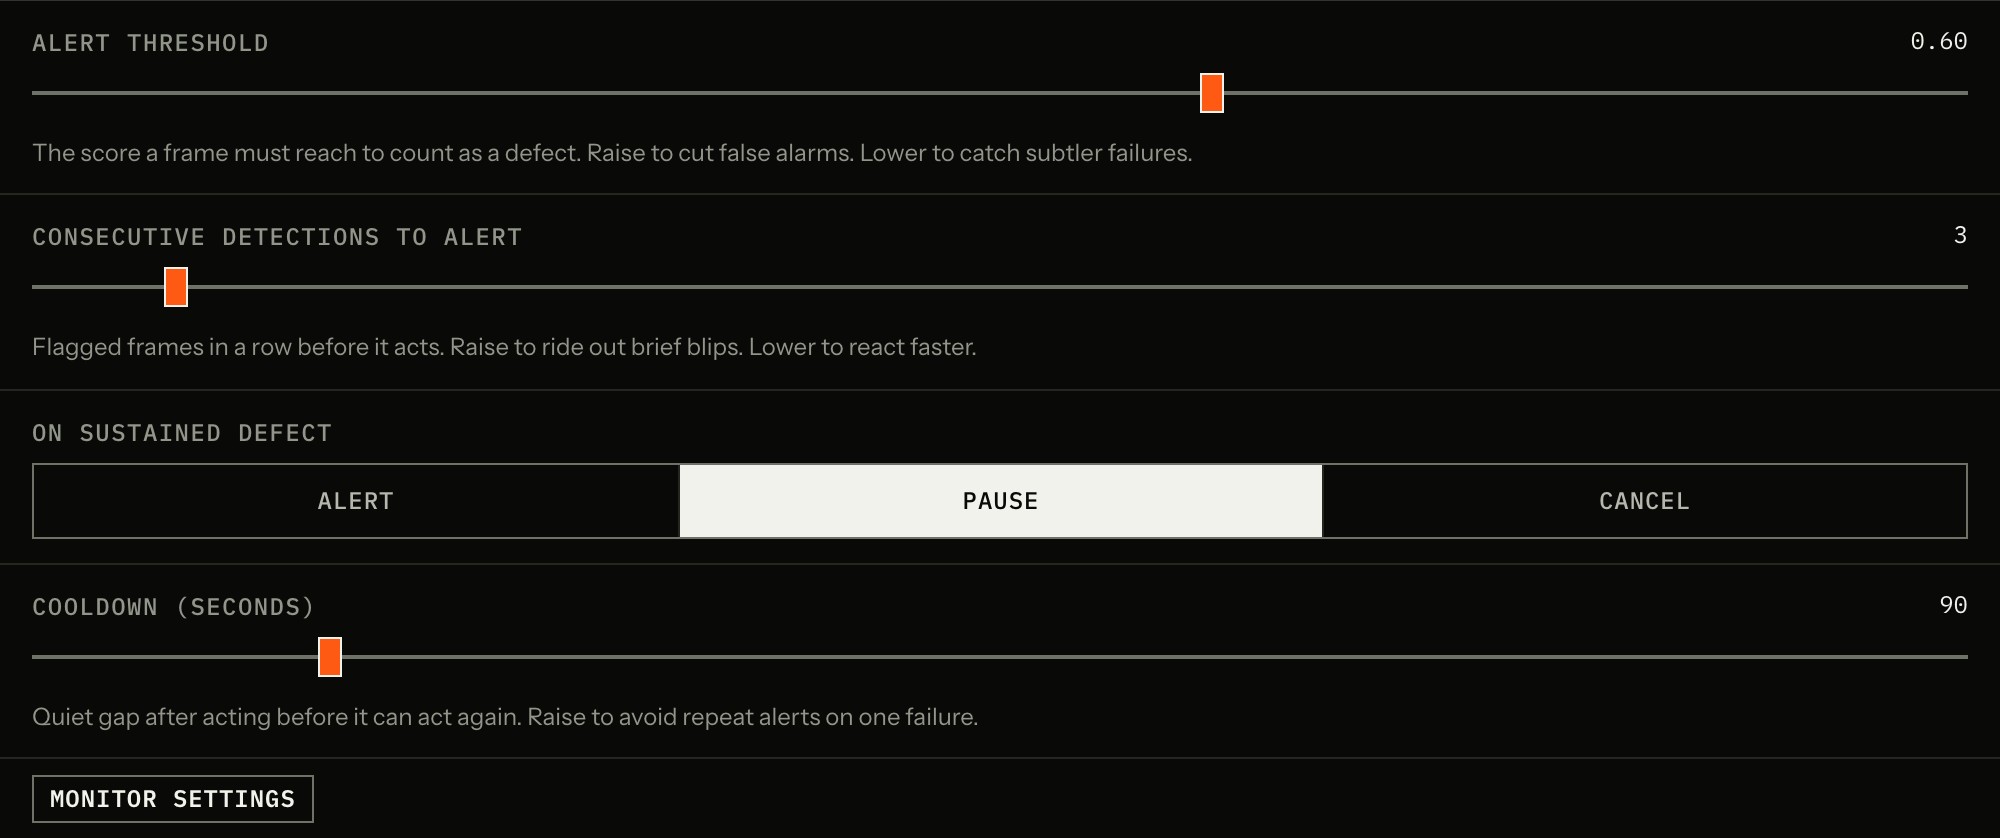 ALERT THRESHOLD
0.60
The score a frame must reach to count as a defect. Raise to cut false alarms. Lower to catch subtler failures.
CONSECUTIVE DETECTIONS TO ALERT
3
Flagged frames in a row before it acts. Raise to ride out brief blips. Lower to react faster.
ON SUSTAINED DEFECT
ALERT
PAUSE
CANCEL
COOLDOWN (SECONDS)
90
Quiet gap after acting before it can act again. Raise to avoid repeat alerts on one failure.
MONITOR SETTINGS